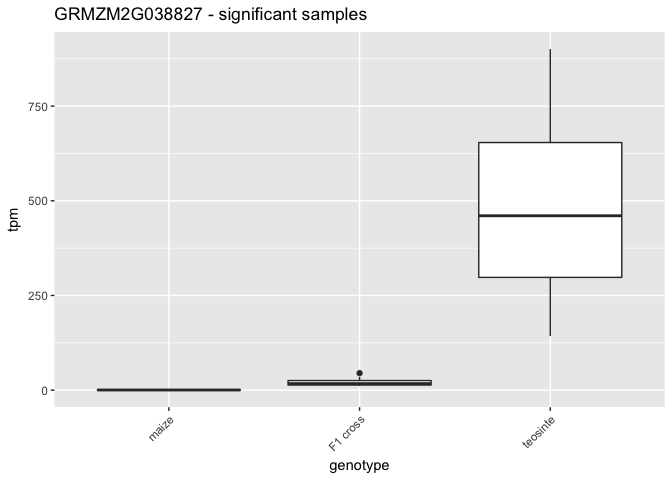 GRMZM2G038827 - significant samples
tpm
750
500
250
0
maize
F1 cross
teosinte
genotype